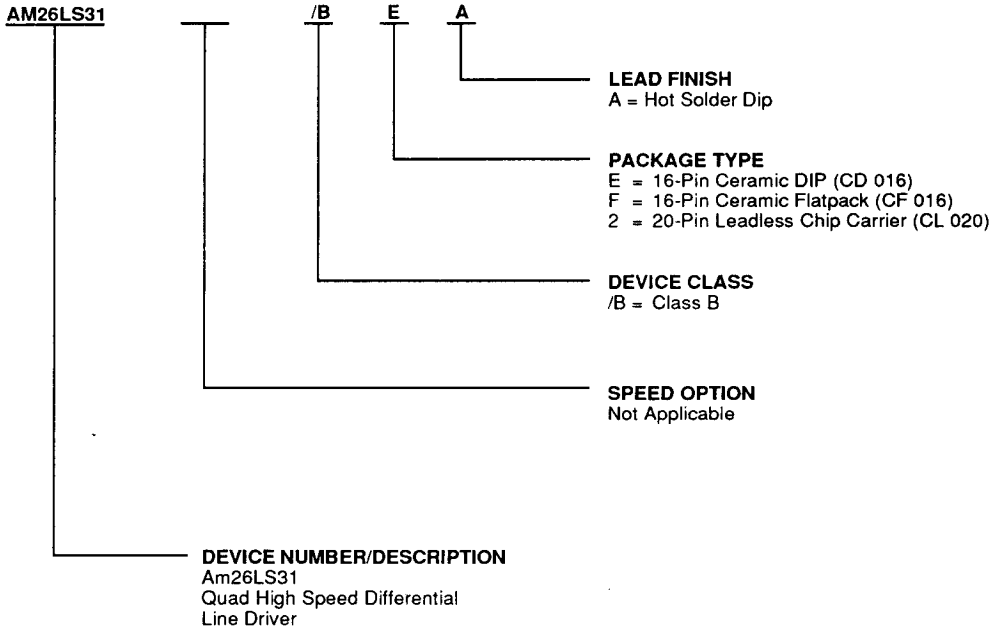 AM26LS31 /B E A
LEAD FINISH
A = Hot Solder Dip
PACKAGE TYPE
E = 16-Pin Ceramic DIP (CD 016)
F = 16-Pin Ceramic Flatpack (CF 016)
2 = 20-Pin Leadless Chip Carrier (CL 020)
DEVICE CLASS
/B = Class B
SPEED OPTION
Not Applicable
DEVICE NUMBER/DESCRIPTION
Am26LS31
Quad High Speed Differential
Line Driver